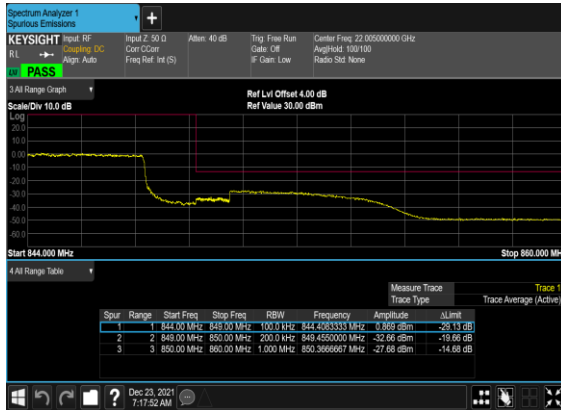 Spectrum Analyzer 1
Spurious Emissions
KEYSIGHT
RL
Input: RF
Coupling: DC
Align: Auto
Input Z: 50 Ω
Corr CCorr
Freq Ref: Int (S)
Atten: 40 dB
Trig: Free Run
Gate: Off
IF Gain: Low
Center Freq: 22.005000000 GHz
Avg|Hold: 100/100
Radio Std: None
LV PASS
3 All Range Graph
Ref Lvl Offset 4.00 dB
Scale/Div 10.0 dB
Ref Value 30.00 dBm
Log
20.0
10.0
0.00
-10.0
-20.0
-30.0
-40.0
-50.0
-60.0
Start 844.000 MHz
Stop 860.000 MH
4 All Range Table
Measure Trace Trace 1
Trace Type Trace Average (Active)
Spur Range Start Freq Stop Freq RBW Frequency Amplitude ΔLimit
1 1 844.00 MHz 849.00 MHz 100.0 kHz 844.4083333 MHz 0.869 dBm -29.13 dB
2 2 849.00 MHz 850.00 MHz 200.0 kHz 849.4550000 MHz -32.66 dBm -19.66 dB
3 3 850.00 MHz 860.00 MHz 1.000 MHz 850.3666667 MHz -27.68 dBm -14.68 dB
Dec 23, 2021
7:17:52 AM